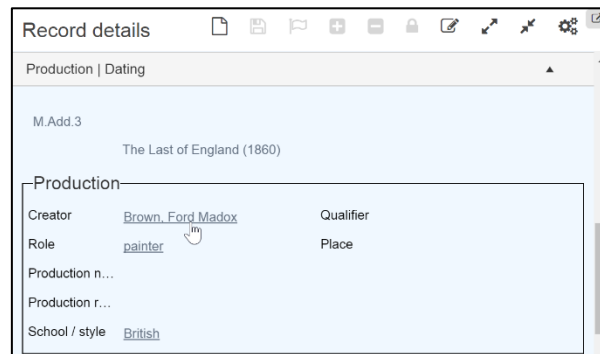 Record details
Production | Dating
M.Add.3
The Last of England (1860)
Production
Creator Brown, Ford Madox Qualifier
Role painter Place
Production n...
Production r...
School / style British